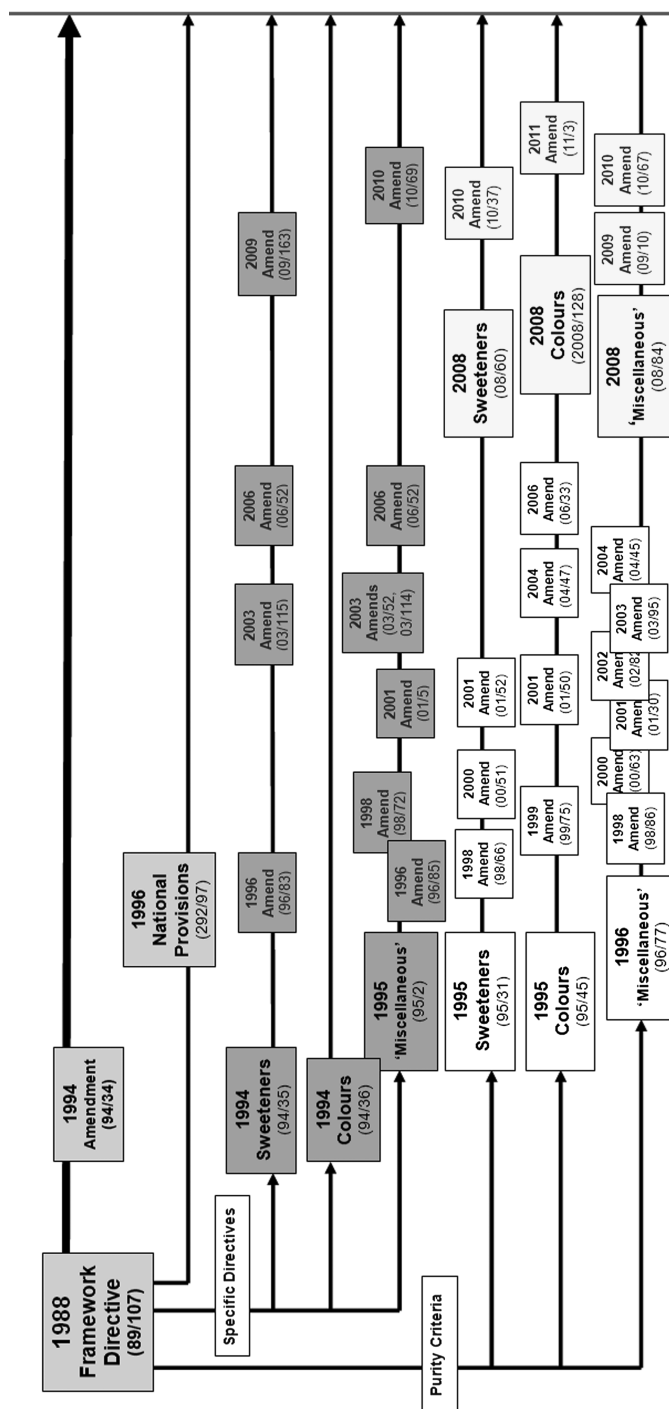 1988
Framework
Directive
(89/107)
1994
Amendment
(94/34)
1996
National
Provisions
(292/97)
Specific Directives
1994
Sweeteners
(94/35)
1996
Amend
(96/83)
2003
Amend
(03/115)
2006
Amend
(06/52)
2009
Amend
(09/163)
1994
Colours
(94/36)
1995
'Miscellaneous'
(95/2)
1996
Amend
(96/85)
1998
Amend
(98/72)
2001
Amend
(01/5)
2003
Amends
(03/52,
03/114)
2006
Amend
(06/52)
2010
Amend
(10/69)
Purity Criteria
1995
Sweeteners
(95/31)
1998
Amend
(98/66)
2000
Amend
(00/51)
2001
Amend
(01/52)
2008
Sweeteners
(08/60)
2010
Amend
(10/37)
1995
Colours
(95/45)
1999
Amend
(99/75)
2001
Amend
(01/50)
2004
Amend
(04/47)
2006
Amend
(06/33)
2008
Colours
(2008/128)
2011
Amend
(11/3)
1996
'Miscellaneous'
(96/77)
1998
Amend
(98/86)
2000
(00/63)
2001
(01/30)
2002
(02/82
2003
Amend
(03/95)
2004
Amend
(04/45)
2008
'Miscellaneous'
(08/84)
2009
Amend
(09/10)
2010
Amend
(10/67)